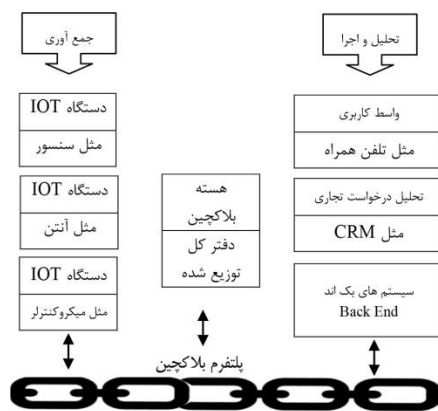 تحلیل و اجرا
واسط کاربری
مثل تلفن همراه
تحلیل درخواست تجاری
مثل CRM
سیستم های بک اند
Back End
هسته
بلاکچین
دفتر کل
توزیع شده
جمع آوری
دستگاه IOT
مثل سنسور
دستگاه IOT
مثل آنتن
دستگاه IOT
مثل میکروکنترلر
پلتفرم بلاکچین